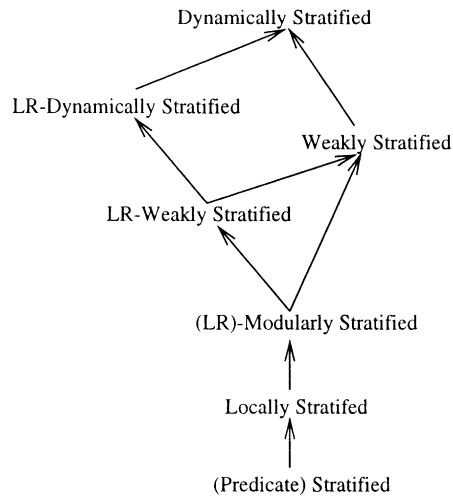 Dynamically Stratified
LR-Dynamically Stratified
Weakly Stratified
LR-Weakly Stratified
(LR)-Modularly Stratified
Locally Stratifed
(Predicate) Stratified